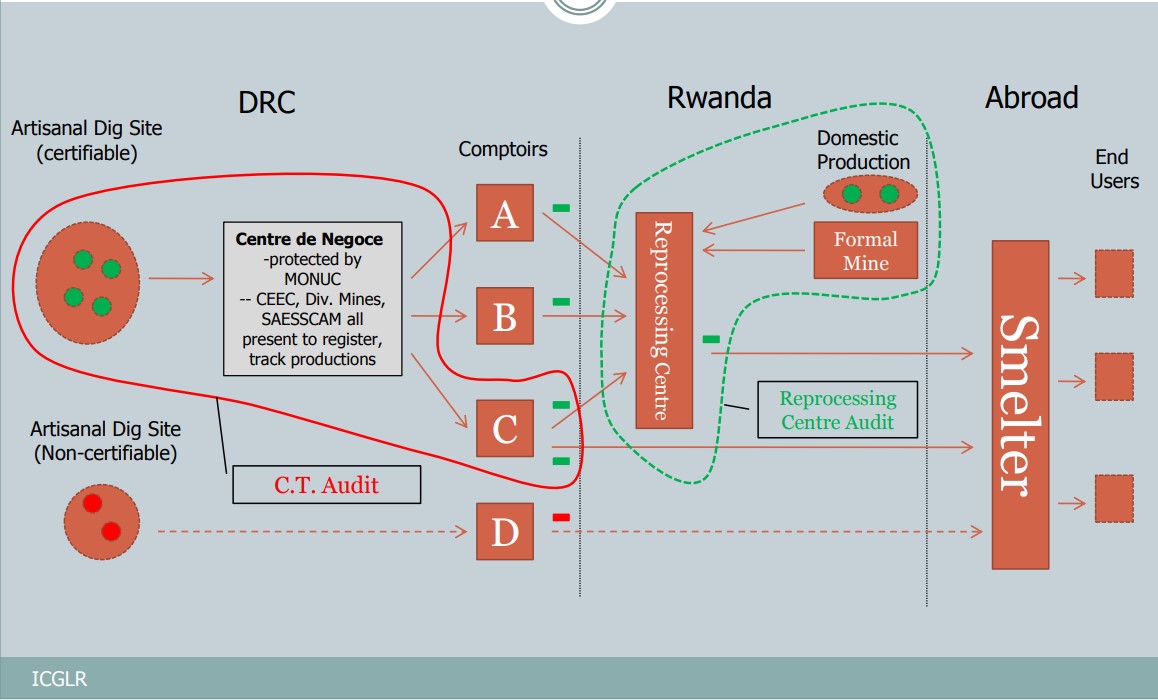 DRC
Rwanda
Abroad
Artisanal Dig Site
(certifiable)
Comptoirs
Domestic
Production
End
Users
Centre de Negoce
-protected by
MONUC
-- CEEC, Div. Mines,
SAESSCAM all
present to register,
track productions
A
B
C
D
Reprocessing Centre
Formal
Mine
Smelter
Reprocessing
Centre Audit
Artisanal Dig Site
(Non-certifiable)
C.T. Audit
ICGLR